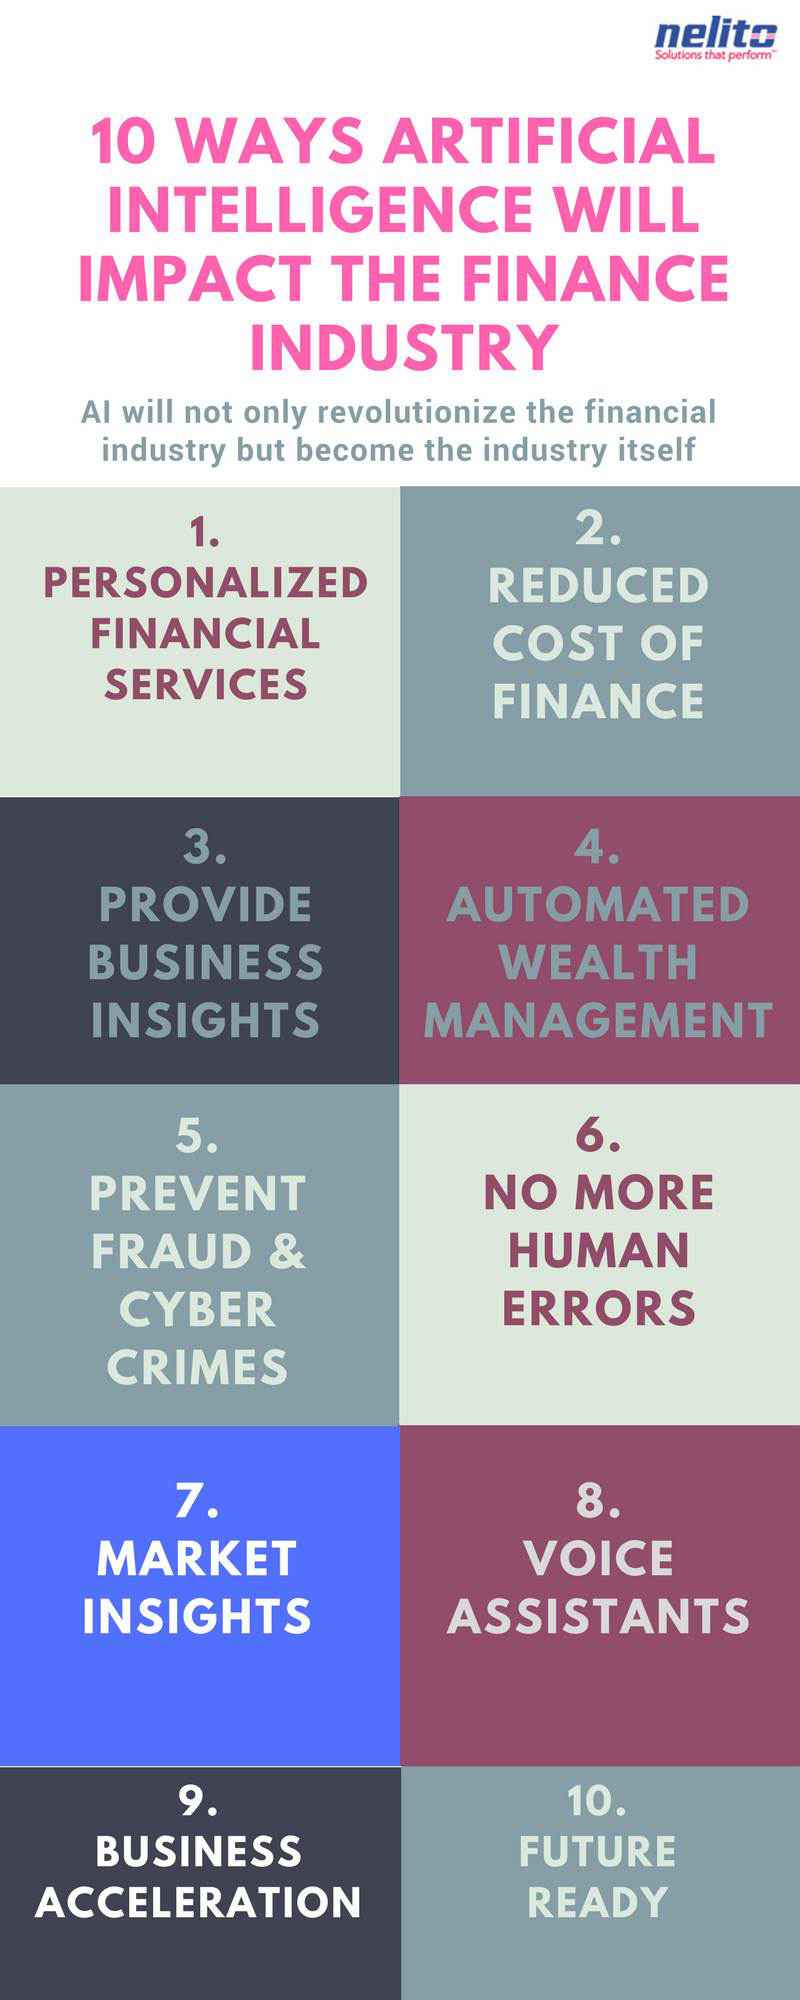 nelito
Solutions that perform™
10 WAYS ARTIFICIAL
INTELLIGENCE WILL
IMPACT THE FINANCE
INDUSTRY
AI will not only revolutionize the financial
industry but become the industry itself
1.
PERSONALIZED
FINANCIAL
SERVICES
2.
REDUCED
COST OF
FINANCE
3.
PROVIDE
BUSINESS
INSIGHTS
4.
AUTOMATED
WEALTH
MANAGEMENT
5.
PREVENT
FRAUD &
CYBER
CRIMES
6.
NO MORE
HUMAN
ERRORS
7.
MARKET
INSIGHTS
8.
VOICE
ASSISTANTS
9.
BUSINESS
ACCELERATION
10.
FUTURE
READY